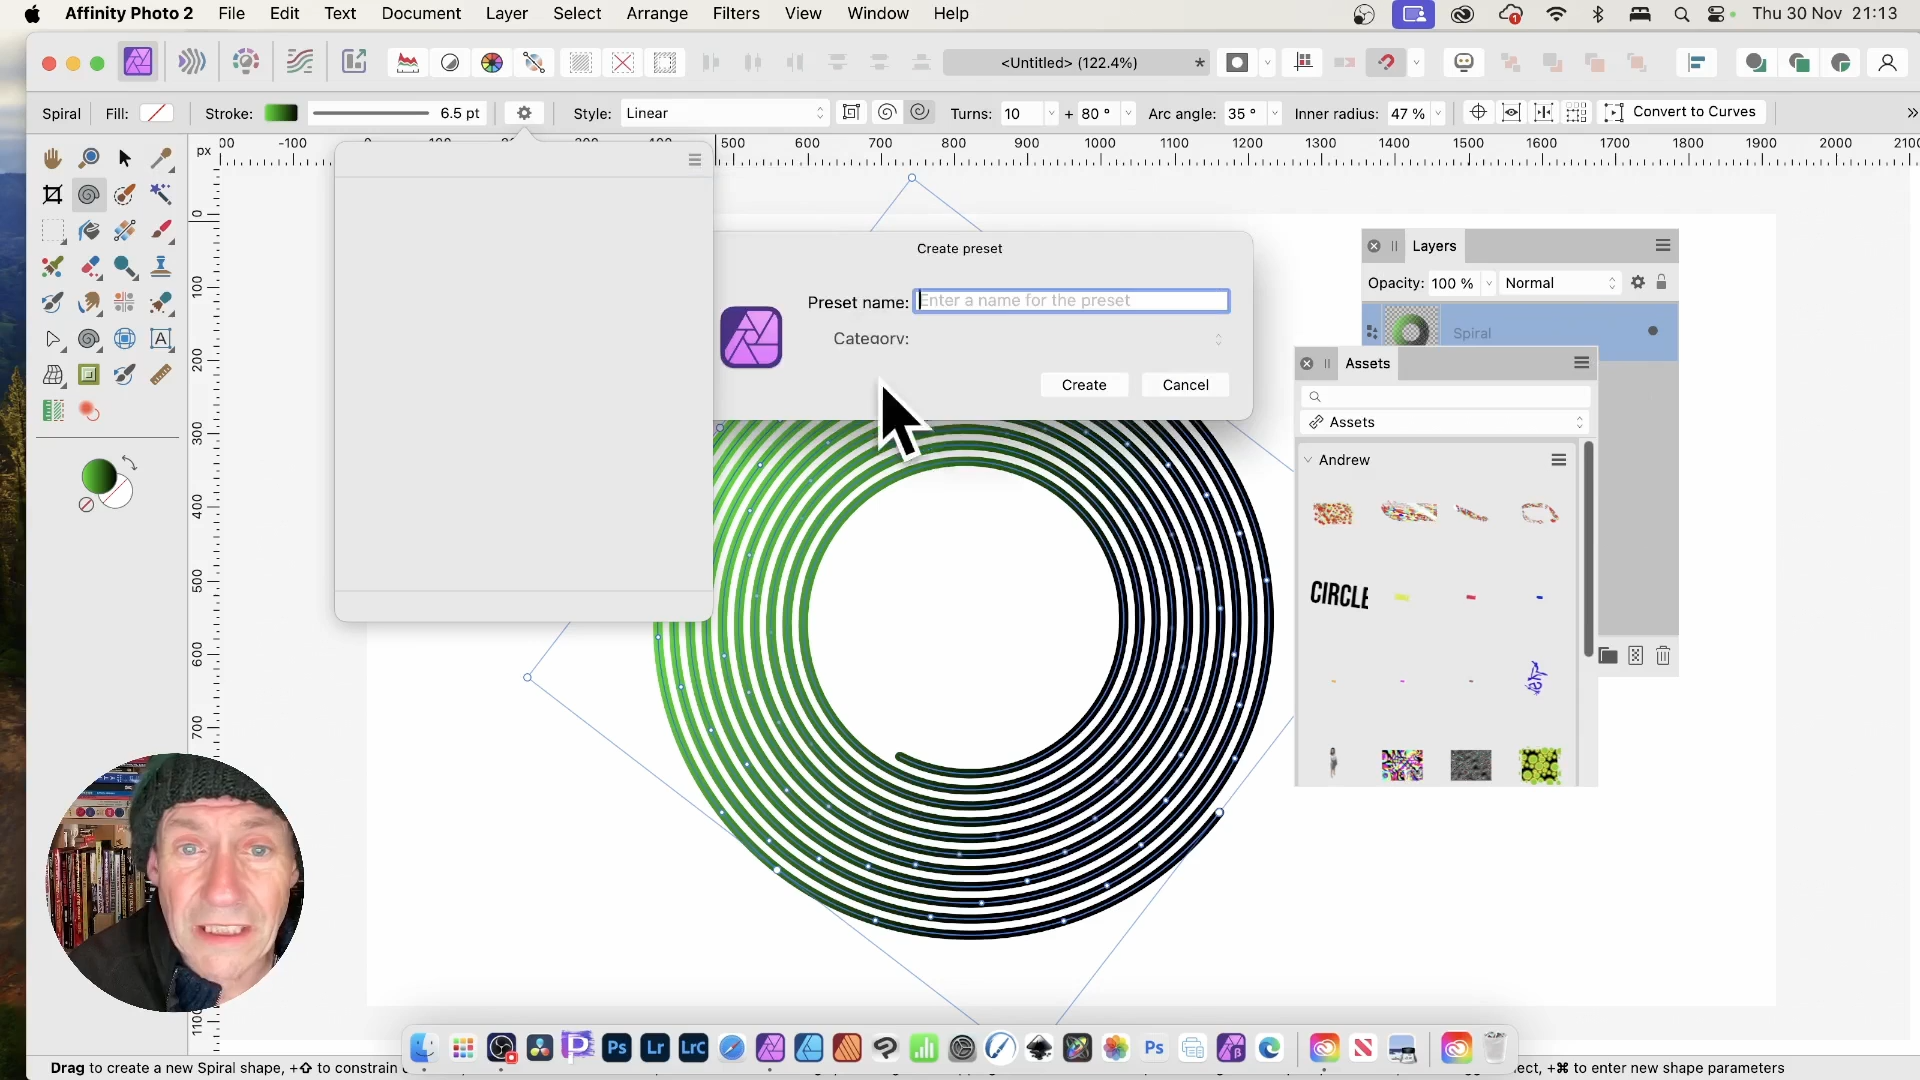 Affinity Photo 2 File Edit Text Document Layer Select Arrange Filters View Window Help Thu 30 Nov 21:13
<Untitled> (122.4%) *
Spiral Fill: Stroke: 6.5 pt Style: Linear Turns: 10 + 80 ° Arc angle: 35 ° Inner radius: 47 % Convert to Curves
px -100 0 500 600 700 800 900 1000 1100 1200 1300 1400 1500 1600 1700 1800 1900 2000
0
100
200
300
400
500
600
700
Create preset
Preset name: Enter a name for the preset
Category:
Create Cancel
Layers
Opacity: 100 % Normal
Spiral
Assets
Assets
Andrew
CIRCLE
Ps Lr LrC Ps
Drag to create a new Spiral shape, +⇧ to constrain
+⌘ to enter new shape parameters